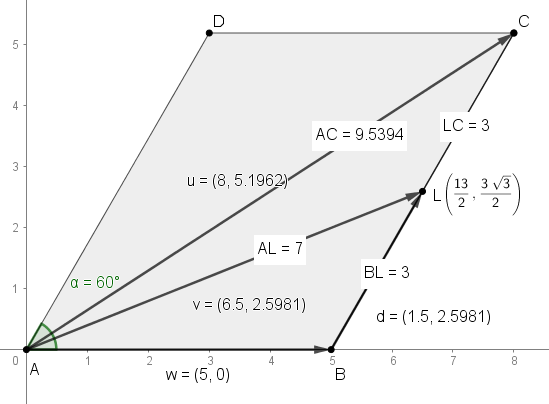 D
C
5
AC = 9.5394
LC = 3
4
3
u = (8, 5.1962)
L (13/2, 3√3/2)
2
AL = 7
α = 60°
BL = 3
1
v = (6.5, 2.5981)
d = (1.5, 2.5981)
0 1 2 3 4 5 6 7 8
A
w = (5, 0)
B